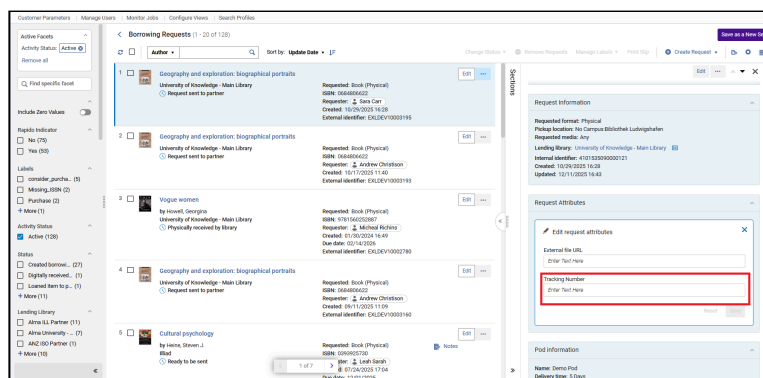 Customer Parameters | Manage Users | Monitor Jobs | Configure Views | Search Profiles
Active Facets
Activity Status: Active
Remove all
Find specific facet
Include Zero Values
Rapido Indicator
No (75)
Yes (53)
Labels
consider_purcha... (5)
Missing_ISSN (2)
Purchase (2)
+ More (1)
Activity Status
Active (128)
Status
Created borrowi... (27)
Digitally received... (1)
Loaned item to p... (1)
+ More (11)
Lending Library
Alma ILL Partner (11)
Alma University - ... (7)
ANZ ISO Partner (1)
+ More (10)
Borrowing Requests (1 - 20 of 128)
Save as a New Se
Author
Sort by: Update Date
Change Status
Remove Requests
Manage Labels
Print Slip
Create Request
1
Geography and exploration: biographical portraits
University of Knowledge - Main Library
Request sent to partner
Requested: Book (Physical)
ISBN: 0684806622
Requester: Sara Carr
Created: 10/29/2025 16:28
External identifier: EXLDEV10003195
Edit
2
Geography and exploration: biographical portraits
University of Knowledge - Main Library
Request sent to partner
Requested: Book (Physical)
ISBN: 0684806622
Requester: Andrew Christison
Created: 10/17/2025 11:40
External identifier: EXLDEV10003193
Edit
3
Vogue women
by Howell, Georgina
University of Knowledge - Main Library
Physically received by library
Requested: Book (Physical)
ISBN: 9781560252887
Requester: Micheal Richins
Created: 01/30/2024 16:49
Due date: 02/14/2026
External identifier: EXLDEV10002780
Edit
4
Geography and exploration: biographical portraits
University of Knowledge - Main Library
Request sent to partner
Requested: Book (Physical)
ISBN: 0684806622
Requester: Andrew Christison
Created: 09/11/2025 11:09
External identifier: EXLDEV10003160
Edit
5
Cultural psychology
by Heine, Steven J.
Illiad
Ready to be sent
Requested: Book (Physical)
ISBN: 0393925730
ster: Leah Sarah
d: 07/24/2025 17:04
Notes
Edit
1 of 7
Sections
Edit
Request Information
Requested format: Physical
Pickup location: No Campus:Bibliothek Ludwigshafen
Requested media: Any
Lending library: University of Knowledge - Main Library
Internal identifier: 4101535090000121
Created: 10/29/2025 16:28
Updated: 12/11/2025 16:43
Request Attributes
Edit request attributes
External file URL
Enter Text Here
Tracking Number
Enter Text Here
Reset
Pod information
Name: Demo Pod
Delivery time: 5 Days